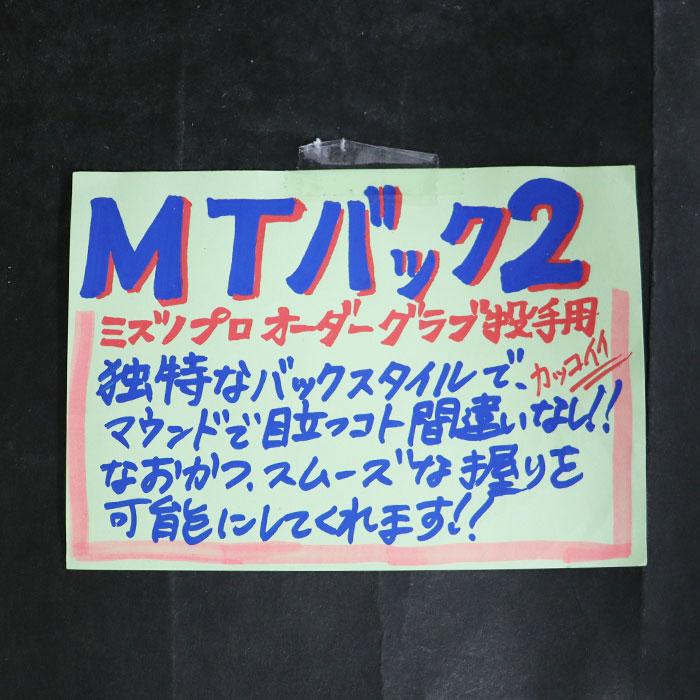 MTバック2
ミズノプロ オーダーグラブ 投手用
独特なバックスタイルで、カッコイイ
マウンドで目立つコト間違いなし!!
なおかつ、スムーズな握りを
可能にしてくれます!!